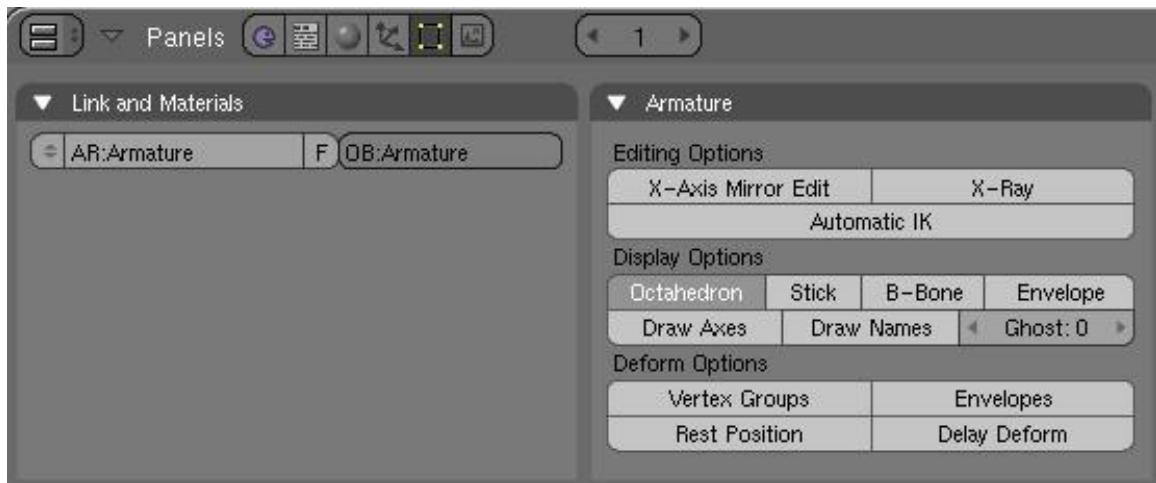 Panels 1
Link and Materials
AR:Armature F OB:Armature
Armature
Editing Options
X-Axis Mirror Edit X-Ray
Automatic IK
Display Options
Octahedron Stick B-Bone Envelope
Draw Axes Draw Names Ghost: 0
Deform Options
Vertex Groups Envelopes
Rest Position Delay Deform